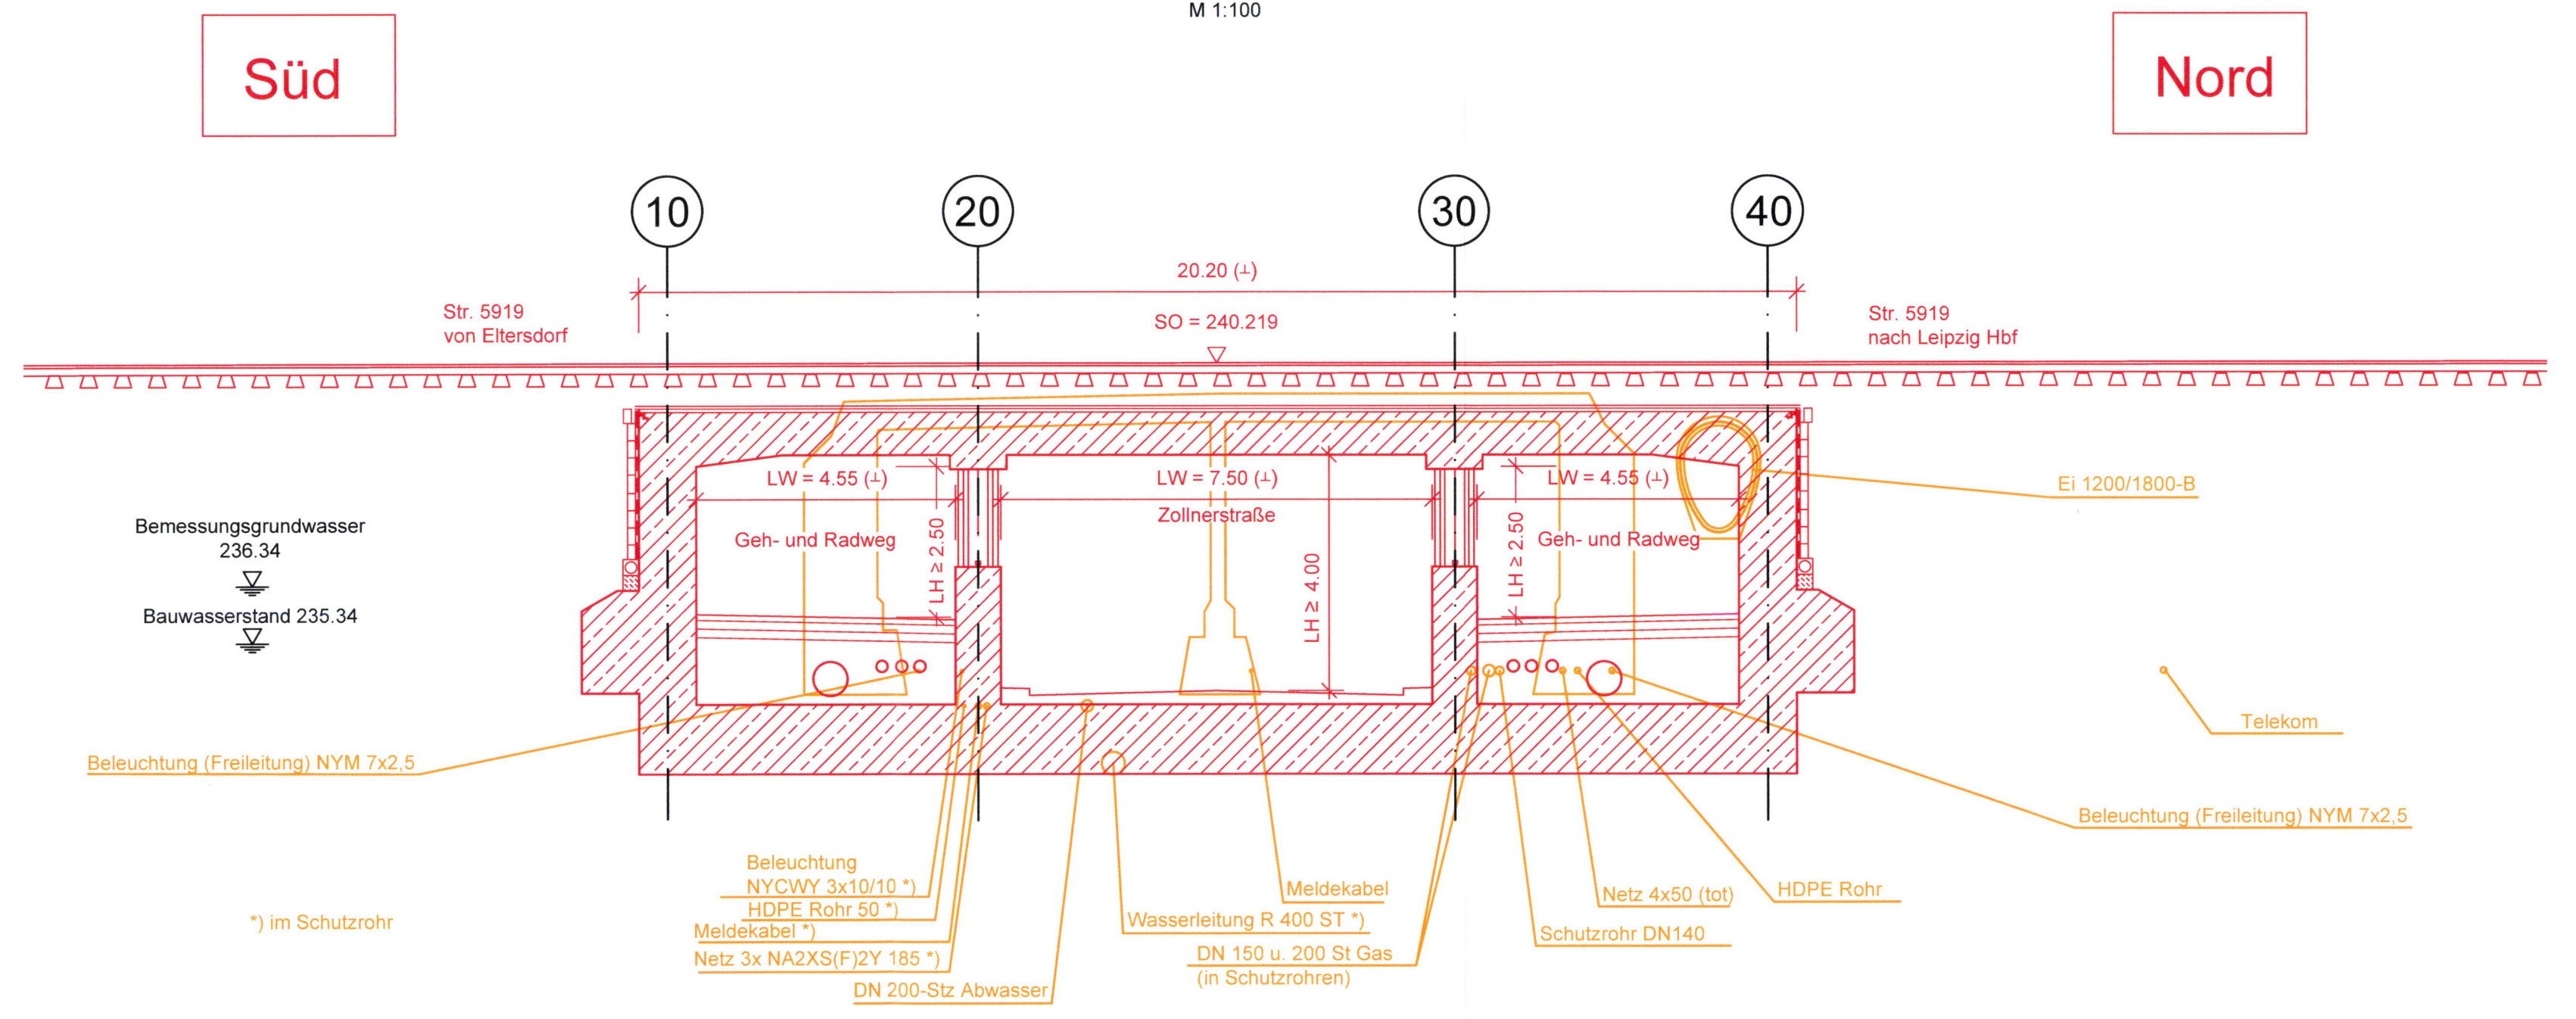 M 1:100
Süd
Nord
10
20
30
40
20.20 (⊥)
Str. 5919
von Eltersdorf
SO = 240.219
Str. 5919
nach Leipzig Hbf
LW = 4.55 (⊥)
LW = 7.50 (⊥)
LW = 4.55 (⊥)
Ei 1200/1800-B
Zollnerstraße
Bemessungsgrundwasser
236.34
Geh- und Radweg
LH ≥ 2.50
LH ≥ 4.00
LH ≥ 2.50
Geh- und Radweg
Bauwasserstand 235.34
Telekom
Beleuchtung (Freileitung) NYM 7x2,5
Beleuchtung (Freileitung) NYM 7x2,5
Beleuchtung
NYCWY 3x10/10 *)
HDPE Rohr 50 *)
Meldekabel *)
Netz 3x NA2XS(F)2Y 185 *)
DN 200-Stz Abwasser
Meldekabel
Wasserleitung R 400 ST *)
DN 150 u. 200 St Gas
(in Schutzrohren)
Netz 4x50 (tot)
HDPE Rohr
Schutzrohr DN140
*) im Schutzrohr